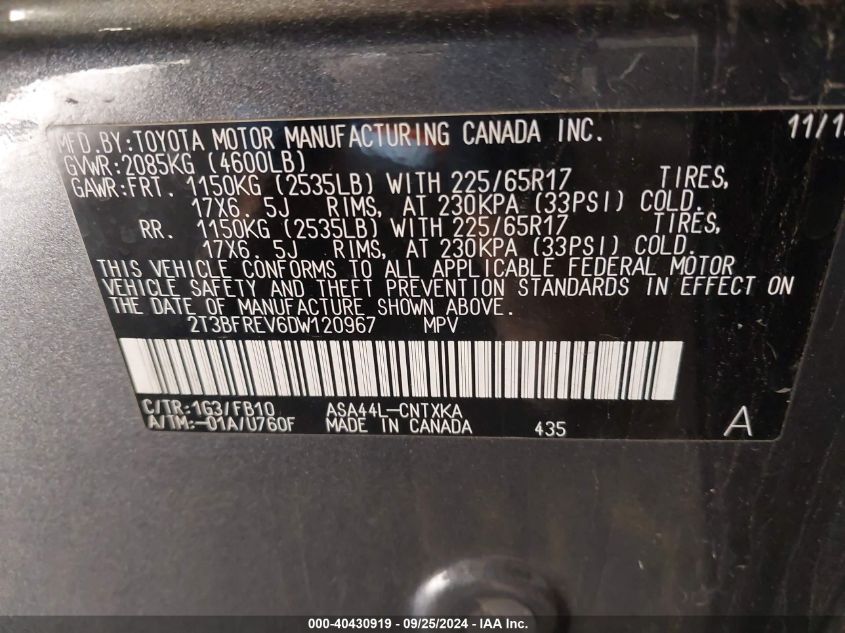 MFD.BY:TOYOTA MOTOR MANUFACTURING CANADA INC. 11/1
GVWR:2085KG (4600LB)
GAWR:FRT. 1150KG (2535LB) WITH 225/65R17 TIRES,
17X6.5J RIMS, AT 230KPA (33PSI) COLD.
RR. 1150KG (2535LB) WITH 225/65R17 TIRES,
17X6.5J RIMS, AT 230KPA (33PSI) COLD.
THIS VEHICLE CONFORMS TO ALL APPLICABLE FEDERAL MOTOR
VEHICLE SAFETY AND THEFT PREVENTION STANDARDS IN EFFECT ON
THE DATE OF MANUFACTURE SHOWN ABOVE.
2T3BFREV6DW120967 MPV
C/TR:1G3/FB10 ASA44L-CNTXKA
A/TM:-01A/U760F MADE IN CANADA 435 A
000-40430919 - 09/25/2024 - IAA Inc.